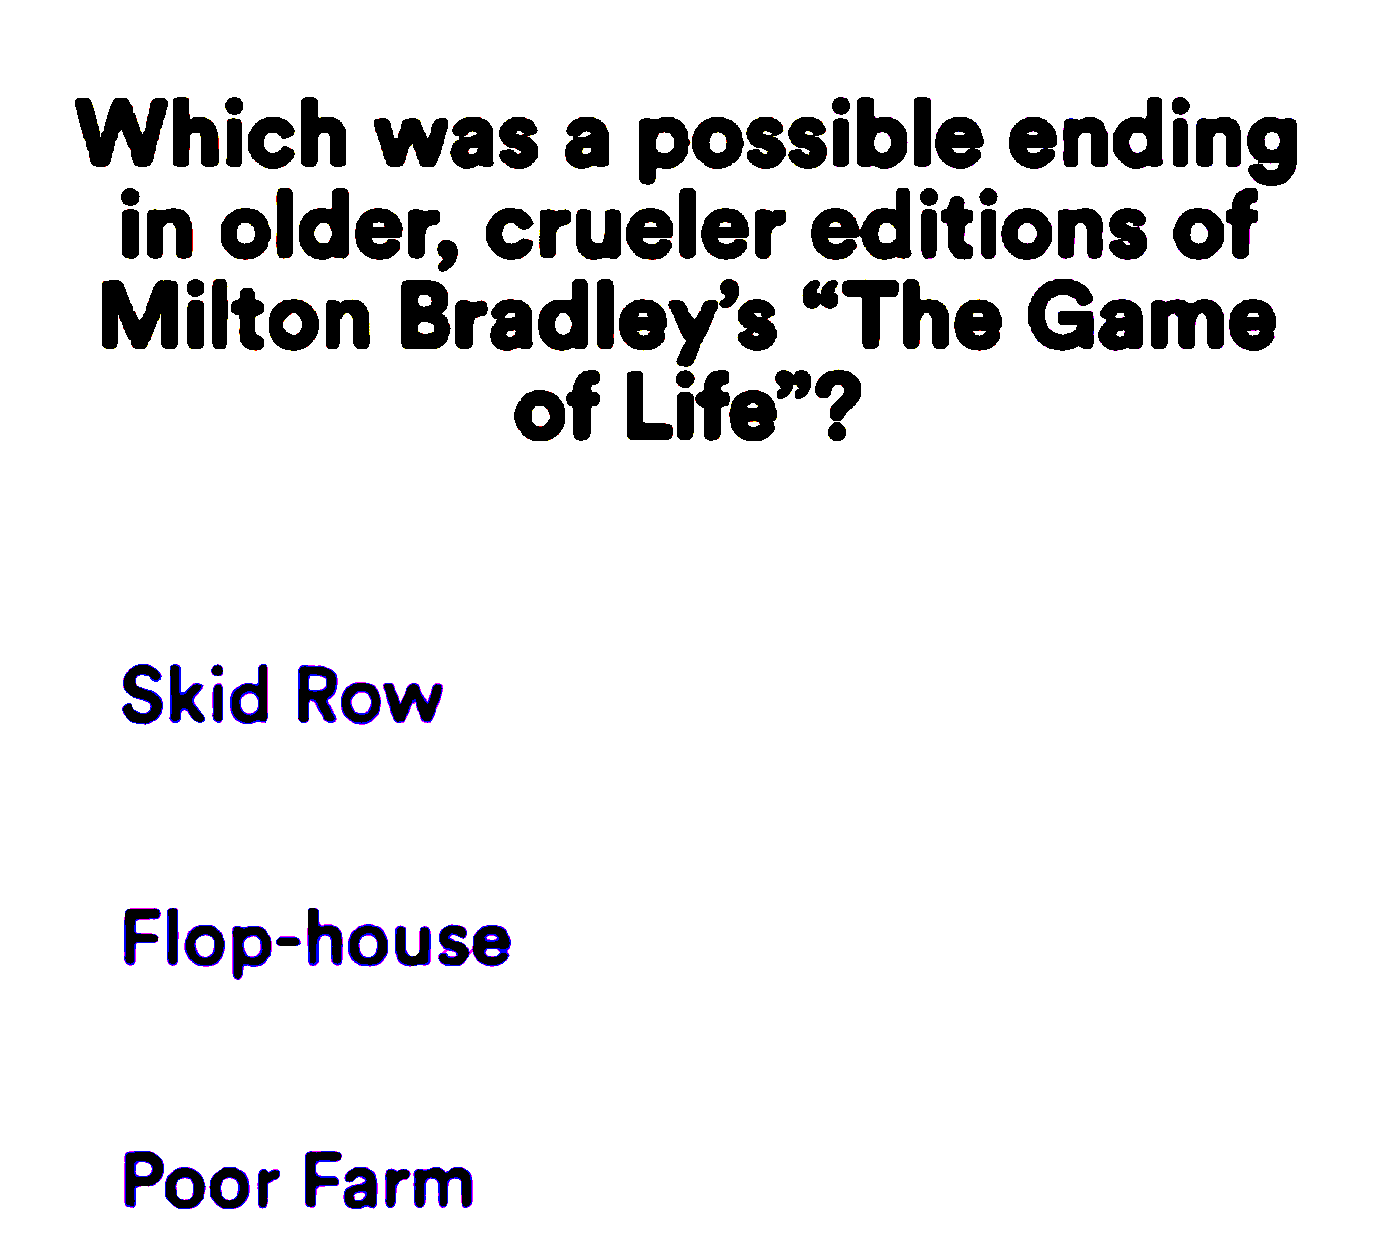 Which was a possible ending
in older, crueler editions of
Milton Bradley’s “The Game
of Life”?
Skid Row
Flop-house
Poor Farm